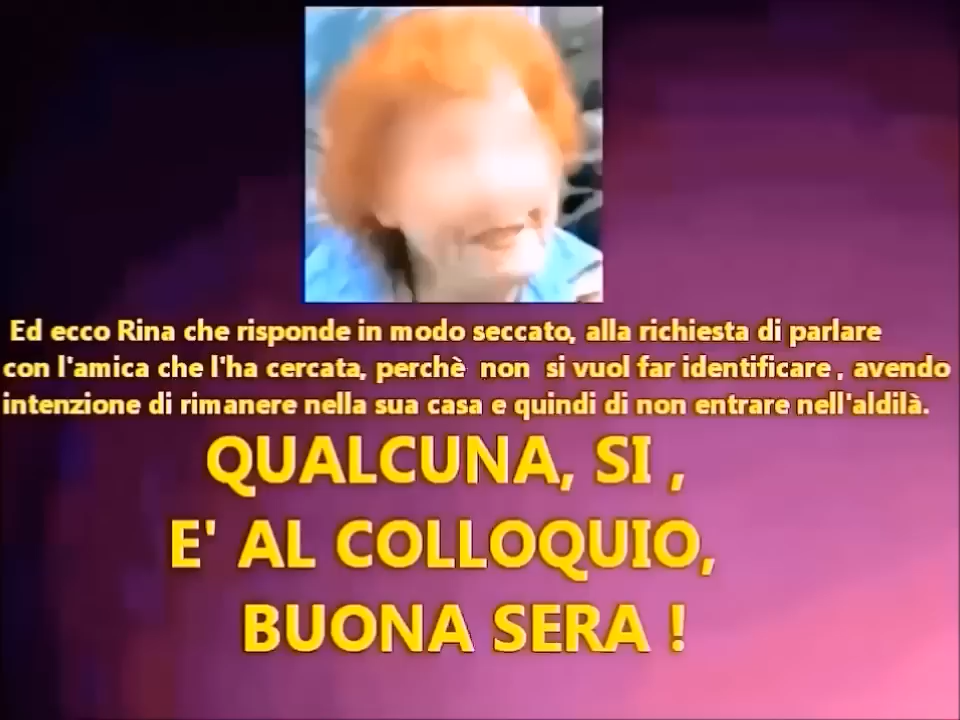 Ed ecco Rina che risponde in modo seccato, alla richiesta di parlare
con l'amica che l'ha cercata, perchè non si vuol far identificare , avendo
intenzione di rimanere nella sua casa e quindi di non entrare nell'aldilà.
QUALCUNA, SI ,
E' AL COLLOQUIO,
BUONA SERA !